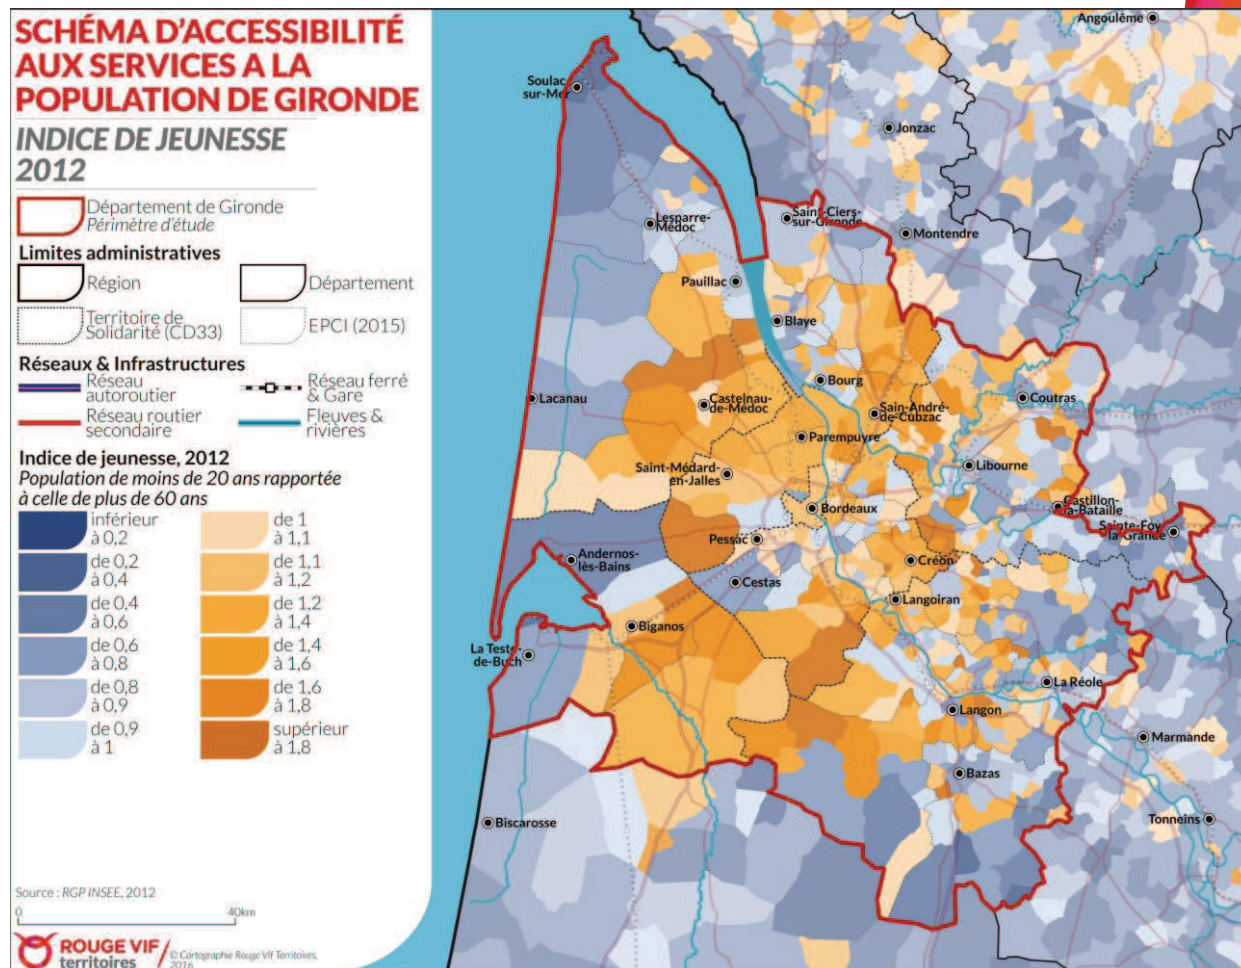 SCHÉMA D'ACCESSIBILITÉ
AUX SERVICES A LA
POPULATION DE GIRONDE
INDICE DE JEUNESSE
2012
Département de Gironde
Périmètre d'étude
Limites administratives
Région
Département
Territoire de
Solidarité (CD33)
EPCI (2015)
Réseaux & Infrastructures
Réseau
autoroutier
Réseau ferré
& Gare
Réseau routier
secondaire
Fleuves &
rivières
Indice de jeunesse, 2012
Population de moins de 20 ans rapportée
à celle de plus de 60 ans
inférieur
à 0,2
de 0,2
à 0,4
de 0,4
à 0,6
de 0,6
à 0,8
de 0,8
à 0,9
de 0,9
à 1
de 1
à 1,1
de 1,1
à 1,2
de 1,2
à 1,4
de 1,4
à 1,6
de 1,6
à 1,8
supérieur
à 1,8
Source : RGP INSEE, 2012
0 40km
ROUGE VIF
territoires
© Cartographie Rouge Vif Territoires,
2016
Angoulême
Soulac-
sur-Mer
Jonzac
Lesparre-
Médoc
Saint-Ciers-
sur-Gironde
Montendre
Pauillac
Blaye
Bourg
Lacanau
Castelnau-
de-Médoc
Sain-André-
de-Cubzac
Coutras
Parempuyre
Saint-Médard-
en-Jalles
Libourne
Bordeaux
Castillon-
la-Bataille
Sainte-Foy-
la-Grande
Pessac
Andernos-
lès-Bains
Créon
Cestas
Langoiran
Biganos
La Teste-
de-Buch
La Réole
Langon
Marmande
Bazas
Biscarosse
Tonneins